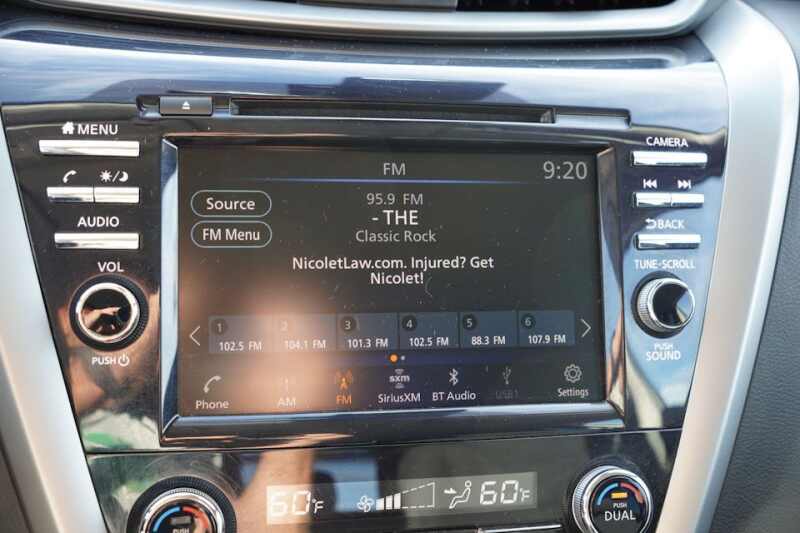 MENU
CAMERA
FM
9:20
95.9 FM
Source
- THE
AUDIO
FM Menu
Classic Rock
BACK
NicoletLaw.com. Injured? Get
Nicolet!
VOL
TUNE-SCROLL
1 2 3 4 5 6
102.5 FM 104.1 FM 101.3 FM 102.5 FM 88.3 FM 107.9 FM
PUSH
PUSH
SOUND
sxm
Phone AM FM SiriusXM BT Audio USB1 Settings
60°F
60°F
PUSH
DUAL